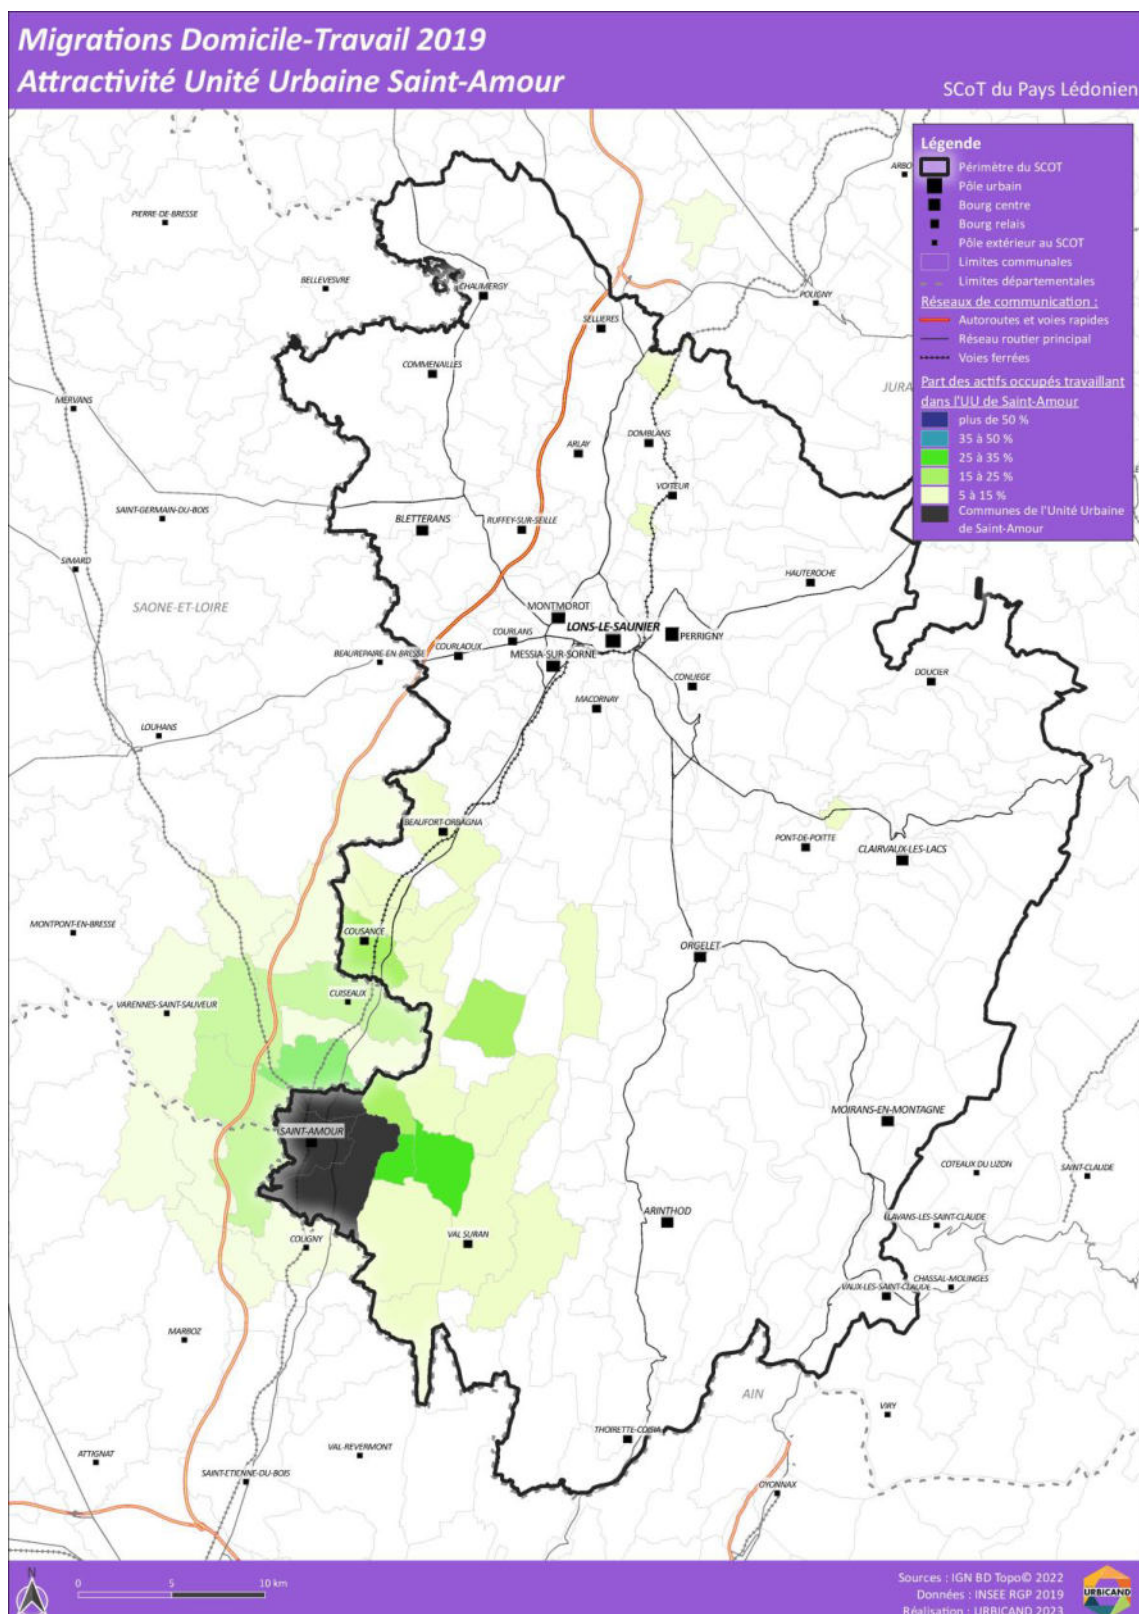 Migrations Domicile-Travail 2019
Attractivité Unité Urbaine Saint-Amour
SCoT du Pays Lédonien
Légende
Périmètre du SCOT
Pôle urbain
Bourg centre
Bourg relais
Pôle extérieur au SCOT
Limites communales
Limites départementales
Réseaux de communication :
Autoroutes et voies rapides
Réseau routier principal
Voies ferrées
Part des actifs occupés travaillant
dans l'UU de Saint-Amour
plus de 50 %
35 à 50 %
25 à 35 %
15 à 25 %
5 à 15 %
Communes de l'Unité Urbaine
de Saint-Amour
ARBO
PIERRE-DE-BRESSE
BELLEVESVRE
CHAUMERGY
POLIGNY
SELLIERES
COMMENAILLES
JURA
MERVANS
DOMBLANS
ARLAY
VOITEUR
SAINT-GERMAIN-DU-BOIS
BLETTERANS
RUFFEY-SUR-SEILLE
SIMARD
HAUTEROCHE
SAONE-ET-LOIRE
MONTMOROT
LONS-LE-SAUNIER
PERRIGNY
COURLANS
COURLAOUX
BEAUREPAIRE-EN-BRESSE
MESSIA-SUR-SORNE
CONLIEGE
DOUCIER
MACORNAY
LOUHANS
BEAUFORT-ORBAGNA
PONT-DE-POITTE
CLAIRVAUX-LES-LACS
MONTPONT-EN-BRESSE
COUSANCE
ORGELET
CUISEAUX
VARENNES-SAINT-SAUVEUR
MOIRANS-EN-MONTAGNE
SAINT-AMOUR
COTEAUX DU LIZON
SAINT-CLAUDE
ARINTHOD
LAVANS-LES-SAINT-CLAUDE
COLIGNY
VAL SURAN
CHASSAL-MOLINGES
VAUX-LES-SAINT-CLAUDE
MARBOZ
AIN
VIRY
THOIRETTE-COISIA
VAL-REVERMONT
ATTIGNAT
SAINT-ETIENNE-DU-BOIS
OYONNAX
N
0 5 10 km
Sources : IGN BD Topo© 2022
Données : INSEE RGP 2019
Réalisation : URBICAND 2023
URBICAND